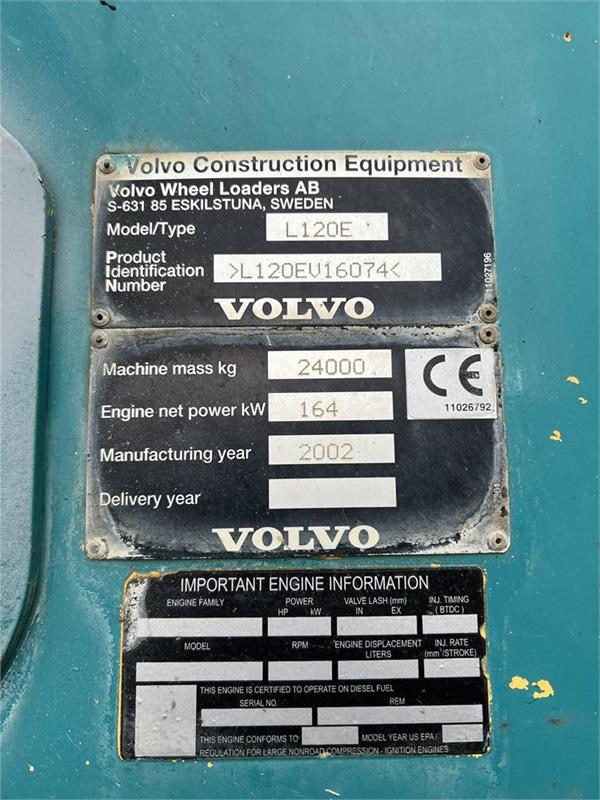 Volvo Construction Equipment
Volvo Wheel Loaders AB
S-631 85 ESKILSTUNA, SWEDEN
Model/Type L120E
Product
Identification >L120EV16074<
Number
11027196
VOLVO
Machine mass kg 24000
CE
Engine net power kW 164
11026792
Manufacturing year 2002
Delivery year
VOLVO
IMPORTANT ENGINE INFORMATION
ENIGINE FAMILY POWER VALVE LASH (mm) INJ. TIMING
HP kW IN EX ( BTDC )
MODEL RPM ENGINE DISPLACEMENT INJ. RATE
LITERS (mm³/STROKE)
THIS ENGINE IS CERTIFIED TO OPERATE ON DIESEL FUEL
SERIAL NO. REM
THIS ENGINE CONFORMS TO MODEL YEAR US EPA /
REGULATION FOR LARGE NONROAD COMPRESSION - IGNITION ENGINES